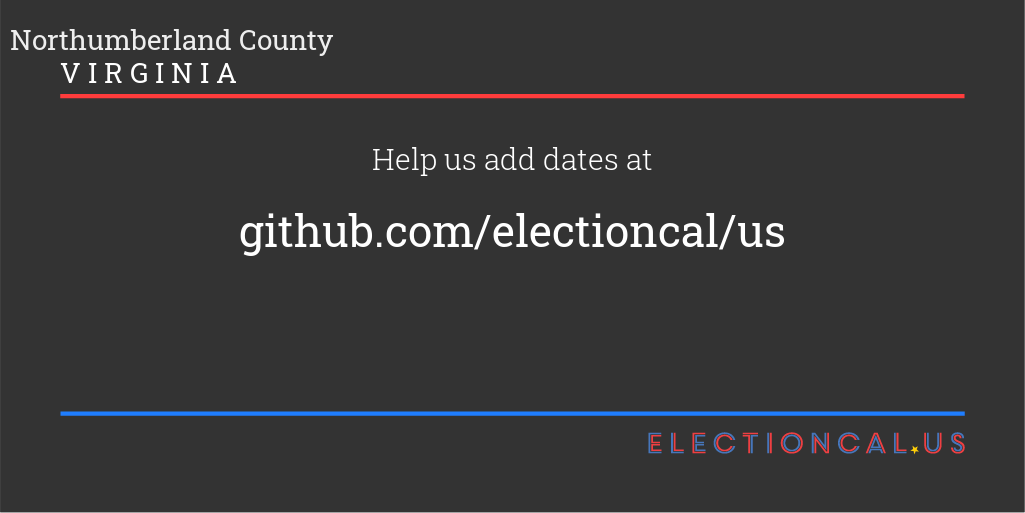 Northumberland County
VIRGINIA
Help us add dates at
github.com/electioncal/us
ELECTIONCAL.US